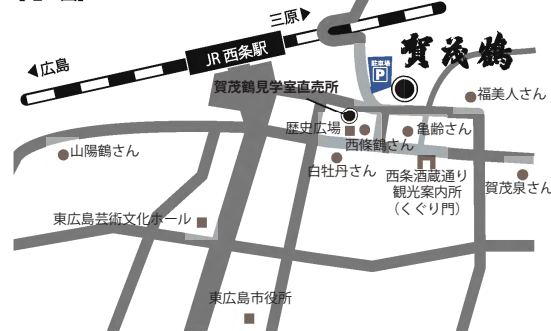 三原▶
◀広島
JR 西条駅
賀茂鶴
駐車場
P
賀茂鶴見学室直売所
福美人さん
歴史広場
亀齢さん
西條鶴さん
山陽鶴さん
白牡丹さん
西条酒蔵通り
観光案内所
（くぐり門）
賀茂泉さん
東広島芸術文化ホール
東広島市役所